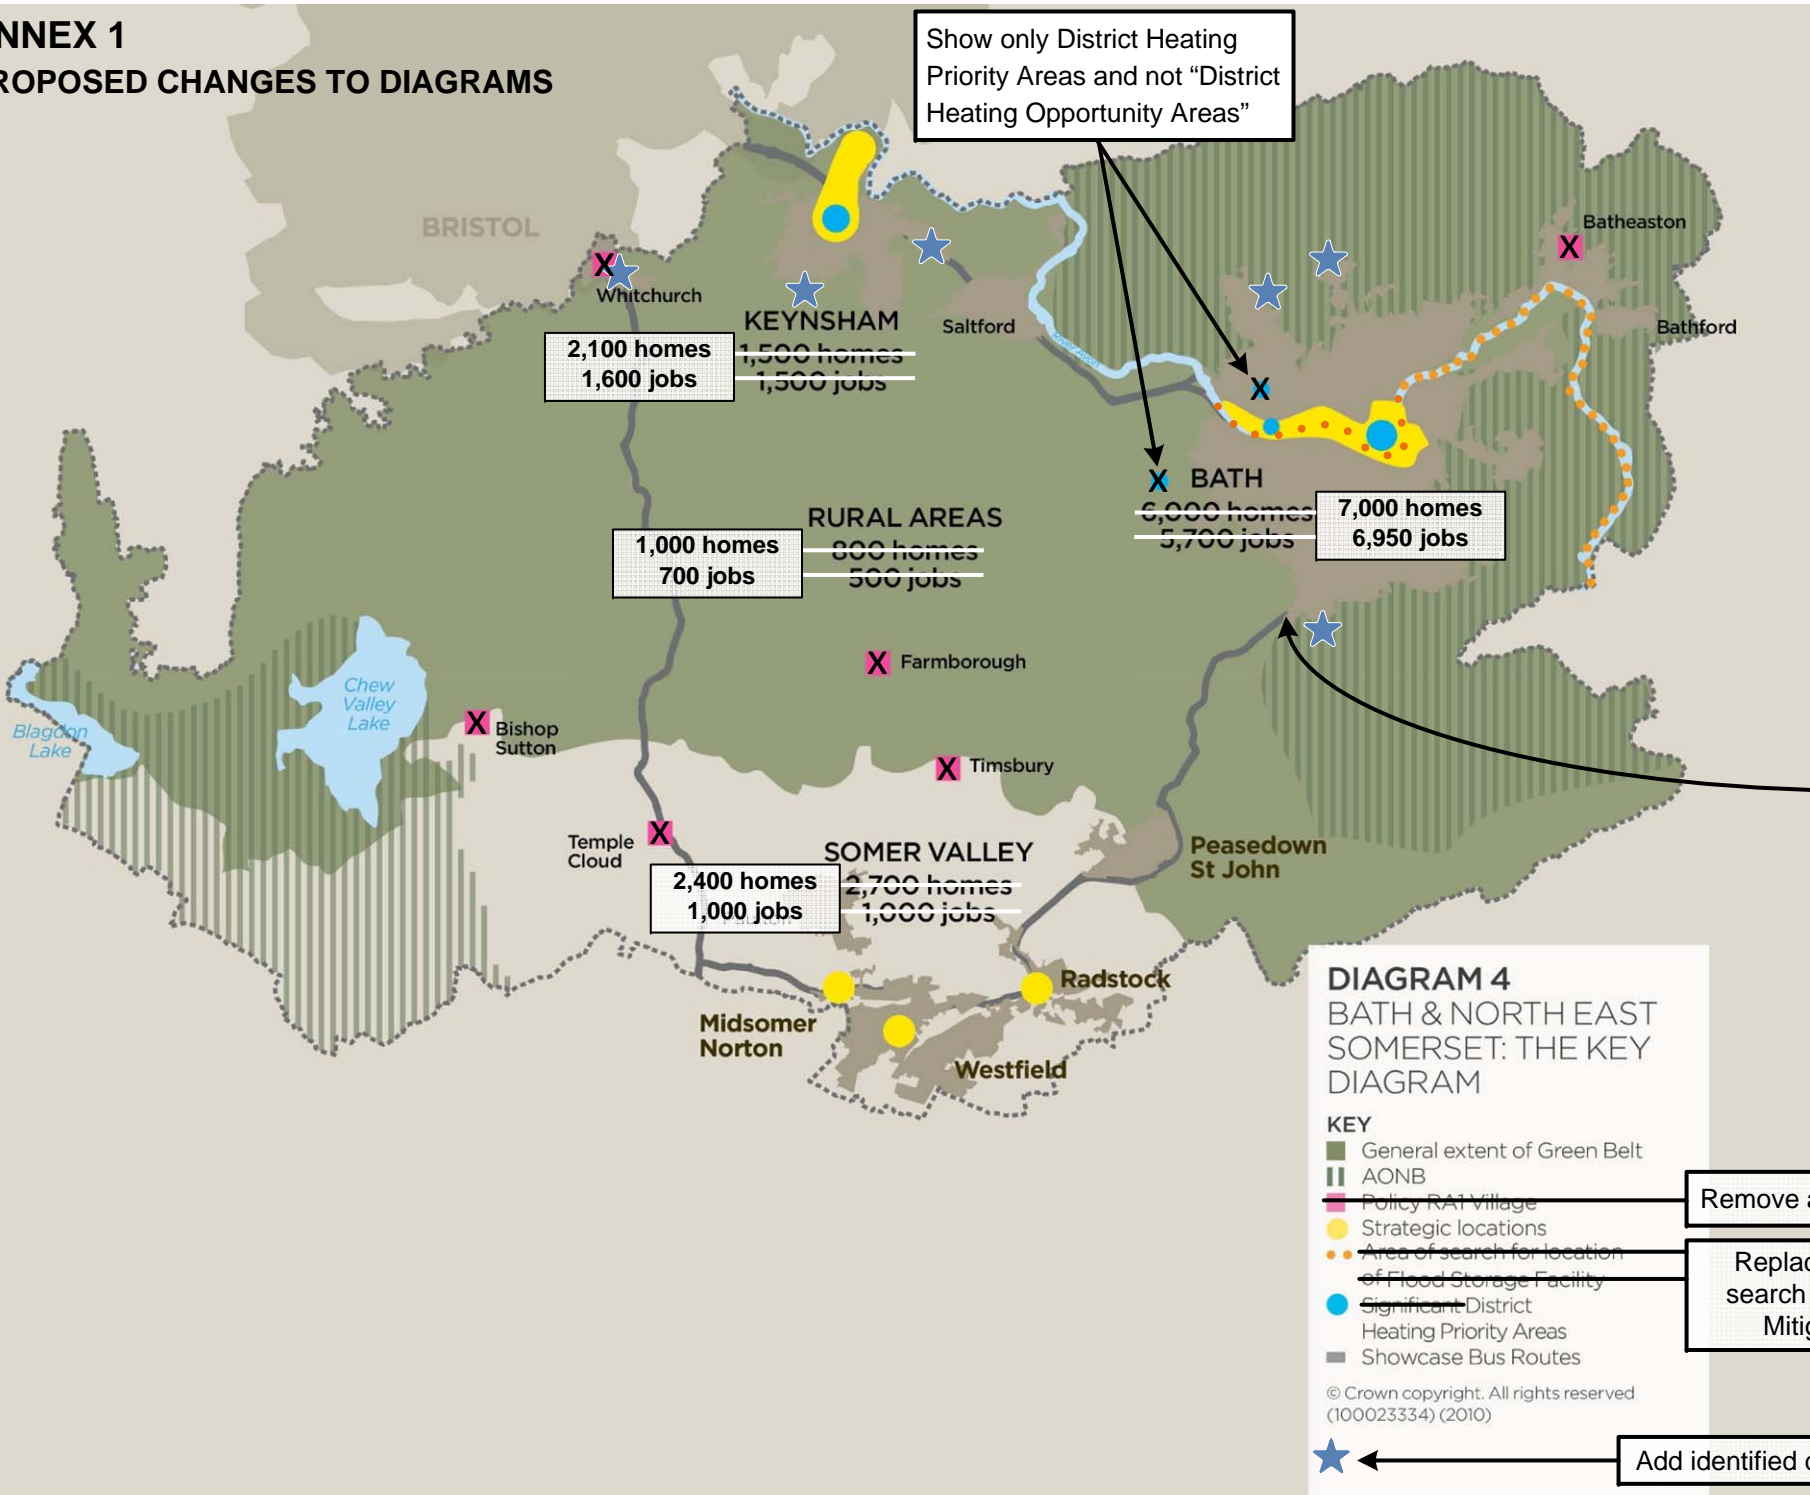 NNEX 1
ROPOSED CHANGES TO DIAGRAMS
Show only District Heating
Priority Areas and not “District
Heating Opportunity Areas”
BRISTOL
Batheaston
X
X
Whitchurch
KEYNSHAM
Saltford
Bathford
River Avon
2,100 homes
1,600 jobs
1,500 homes
1,500 jobs
X
X
BATH
6,000 homes
5,700 jobs
7,000 homes
6,950 jobs
RURAL AREAS
1,000 homes
700 jobs
800 homes
500 jobs
X Farmborough
Chew
Valley
Lake
Blagdon
Lake
X Bishop
Sutton
X Timsbury
X
Temple
Cloud
SOMER VALLEY
2,400 homes
1,000 jobs
2,700 homes
1,000 jobs
Peasedown
St John
Radstock
Midsomer
Norton
Westfield
DIAGRAM 4
BATH & NORTH EAST
SOMERSET: THE KEY
DIAGRAM
KEY
General extent of Green Belt
AONB
Policy RA1 Village
Strategic locations
Area of search for location
of Flood Storage Facility
Significant District
Heating Priority Areas
Showcase Bus Routes
© Crown copyright. All rights reserved
(100023334) (2010)
Remove
search
Add identified